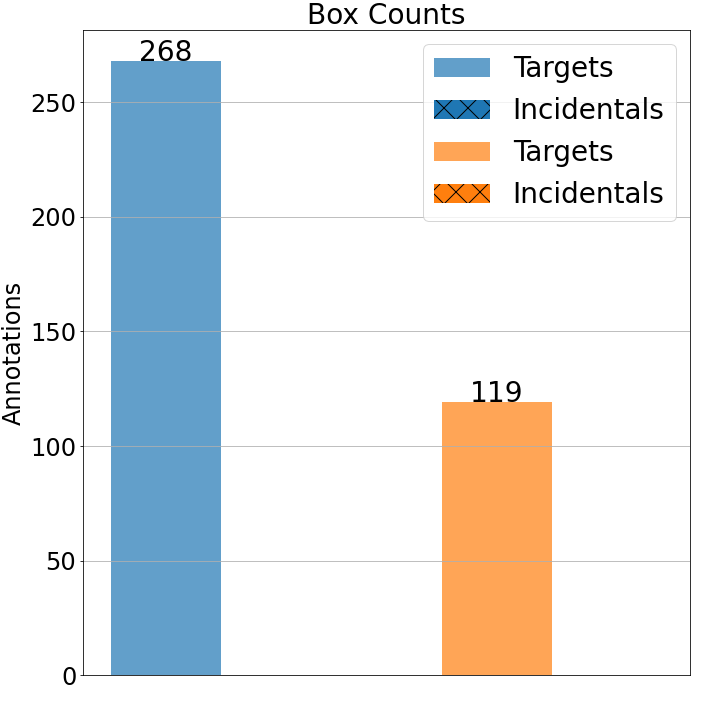 Box Counts
268
Targets
Incidentals
Targets
Incidentals
119
Annotations
250
200
150
100
50
0